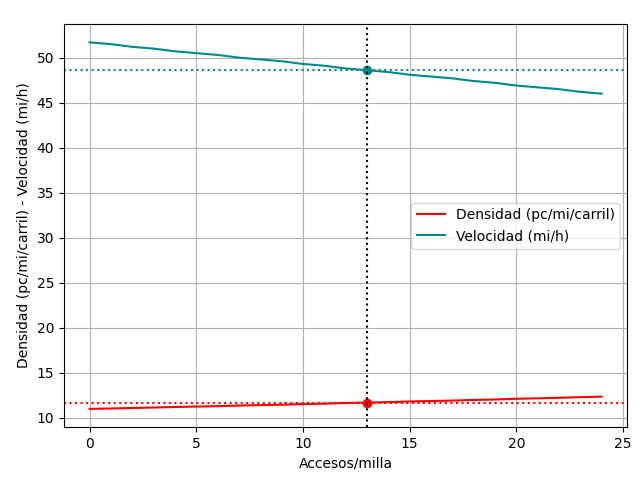 Densidad (pc/mi/carril) - Velocidad (mi/h)
50
45
40
35
30
25
20
15
10
Densidad (pc/mi/carril)
Velocidad (mi/h)
0 5 10 15 20 25
Accesos/milla